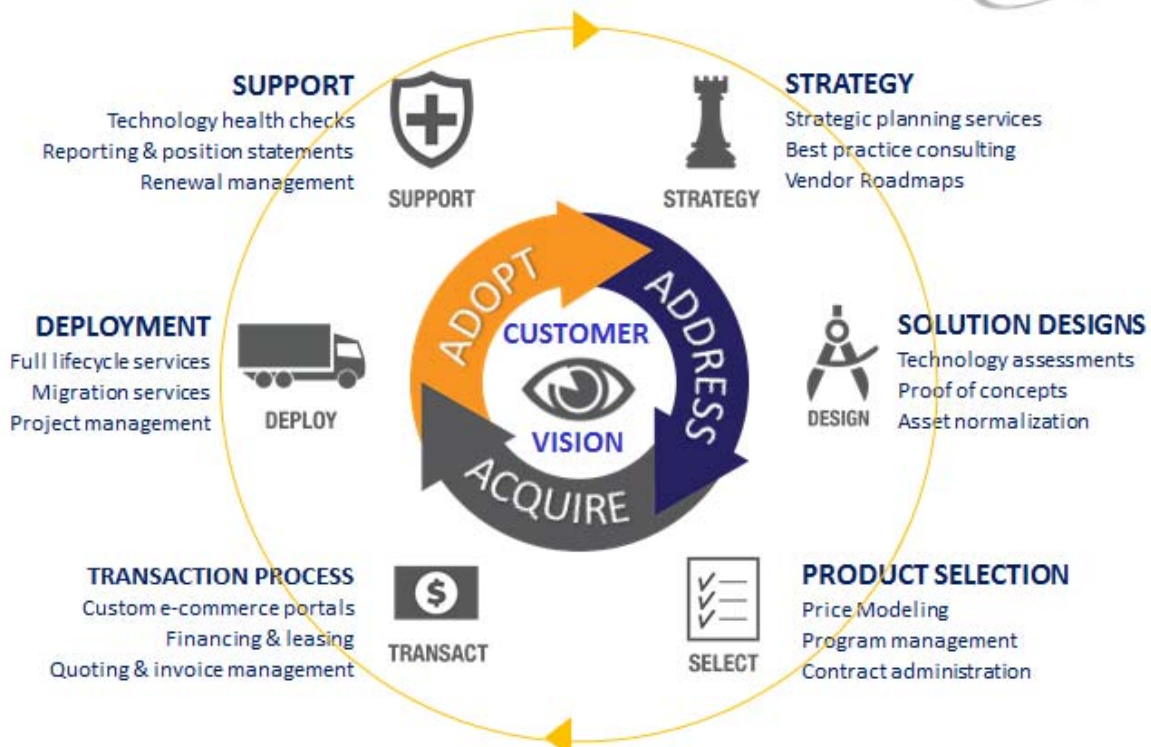 SUPPORT
Technology health checks
Reporting & position statements
Renewal management
SUPPORT
STRATEGY
Strategic planning services
Best practice consulting
Vendor Roadmaps
STRATEGY
ADOPT
ADDRESS
ACQUIRE
CUSTOMER
VISION
DEPLOYMENT
Full lifecycle services
Migration services
Project management
DEPLOY
SOLUTION DESIGNS
Technology assessments
Proof of concepts
Asset normalization
DESIGN
TRANSACTION PROCESS
Custom e-commerce portals
Financing & leasing
Quoting & invoice management
TRANSACT
PRODUCT SELECTION
Price Modeling
Program management
Contract administration
SELECT